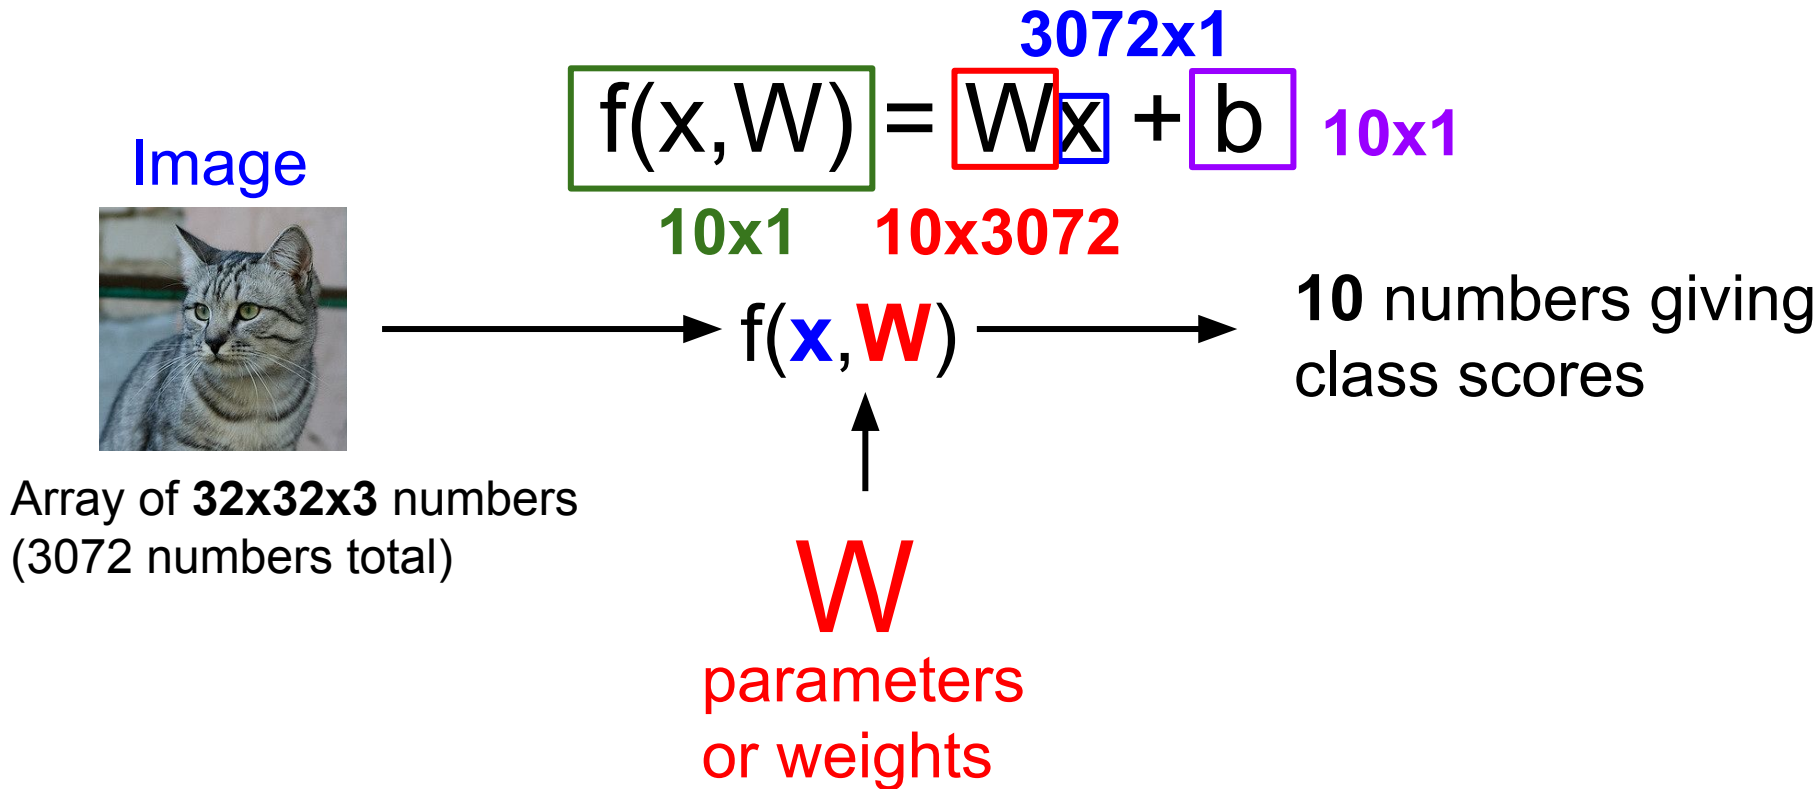 3072x1
f(x,W) = Wx + b 10x1
Image
10x1 10x3072
f(x,W)
10 numbers giving
class scores
Array of 32x32x3 numbers
(3072 numbers total)
W
parameters
or weights